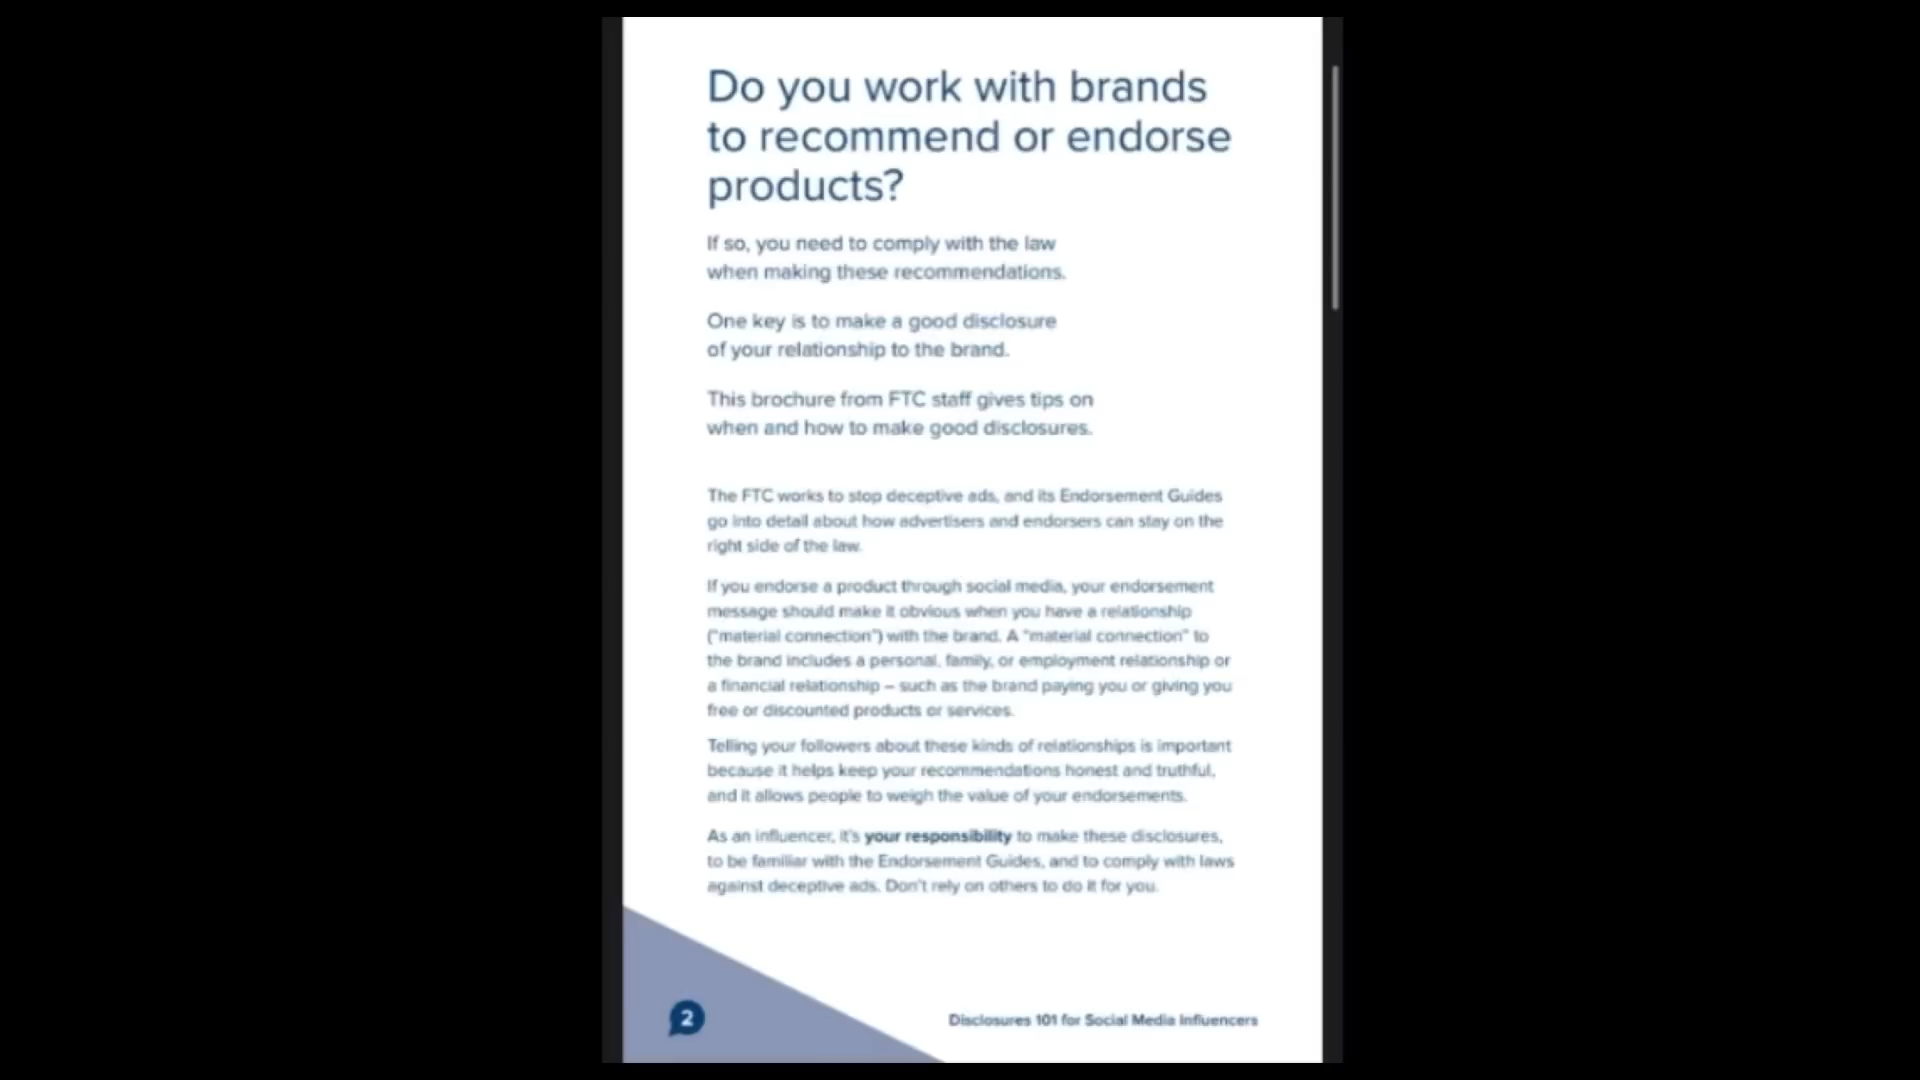 Do you work with brands
to recommend or endorse
products?
If so, you need to comply with the law
when making these recommendations.
One key is to make a good disclosure
of your relationship to the brand.
This brochure from FTC staff gives tips on
when and how to make good disclosures.
The FTC works to stop deceptive ads, and its Endorsement Guides
go into detail about how advertisers and endorsers can stay on the
right side of the law.
If you endorse a product through social media, your endorsement
message should make it obvious when you have a relationship
("material connection") with the brand. A "material connection" to
the brand includes a personal, family, or employment relationship or
a financial relationship – such as the brand paying you or giving you
free or discounted products or services.
Telling your followers about these kinds of relationships is important
because it helps keep your recommendations honest and truthful,
and it allows people to weigh the value of your endorsements.
As an influencer, it's your responsibility to make these disclosures,
to be familiar with the Endorsement Guides, and to comply with laws
against deceptive ads. Don't rely on others to do it for you.
2
Disclosures 101 for Social Media Influencers